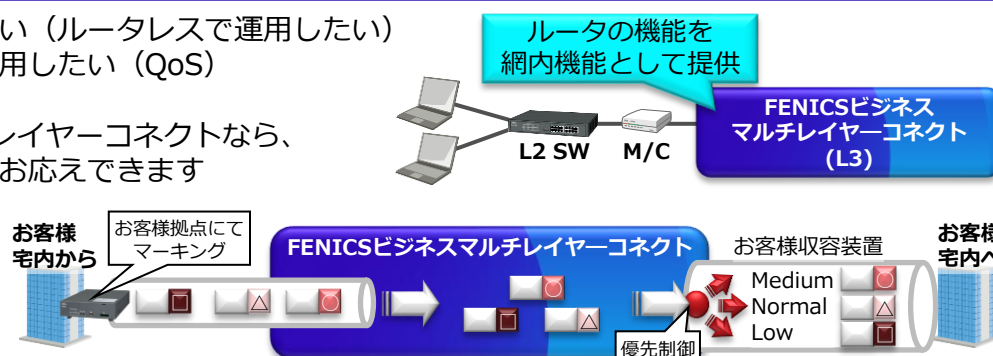 い（ルータレスで運用したい）
用したい（QoS）
レイヤーコネクトなら、
お応えできます
ルータの機能を
網内機能として提供
L2 SW
M/C
FENICSビジネス
マルチレイヤーコネクト
(L3)
お客様
宅内から
お客様拠点にて
マーキング
FENICSビジネスマルチレイヤーコネクト
優先制御
お客様収容装置
Medium
Normal
Low
お客様
宅内へ